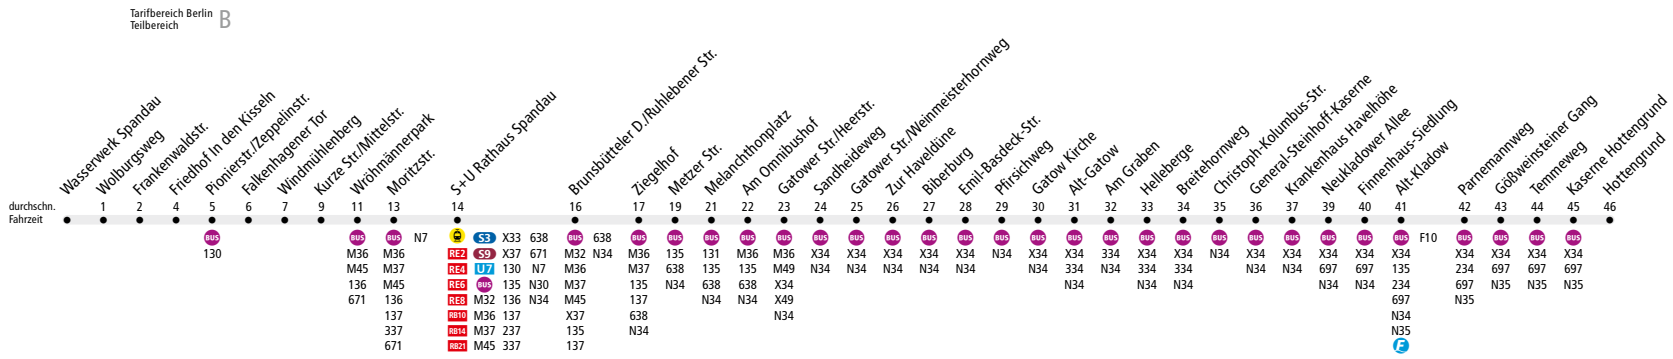 Tarifbereich Berlin
Teilbereich
B
Wasserwerk Spandau
Wolburgsweg
Frankenwaldstr.
Friedhof In den Kisseln
Pionierstr./Zeppelinstr.
Falkenhagener Tor
Windmühlenberg
Kurze Str./Mittelstr.
Wröhmännerpark
Moritzstr.
S+U Rathaus Spandau
Brunsbütteler D./Ruhlebener Str.
Ziegelhof
Metzer Str.
Melanchthonplatz
Am Omnibushof
Gatower Str./Heerstr.
Sandheideweg
Gatower Str./Weinmeisterhornweg
Zur Haveldüne
Biberburg
Emil-Basdeck-Str.
Pfirsichweg
Gatow Kirche
Alt-Gatow
Am Graben
Helleberge
Breitehornweg
Christoph-Kolumbus-Str.
General-Steinhoff-Kaserne
Krankenhaus Havelhöhe
Neukladower Allee
Finnenhaus-Siedlung
Alt-Kladow
Parnemannweg
Gößweinsteiner Gang
Temmeweg
Kaserne Hottengrund
Hottengrund
durchschn. 1 2 4 5 6 7 9 11 13 14 16 17 19 21 22 23 24 25 26 27 28 29 30 31 32 33 34 35 36 37 39 40 41 42 43 44 45 46
Fahrzeit
BUS BUS BUS N7 S3 X33 638 BUS 638 BUS BUS BUS BUS BUS BUS BUS BUS BUS BUS BUS BUS BUS BUS BUS BUS BUS BUS BUS BUS BUS BUS F10 BUS BUS BUS BUS
130 M36 M36 RE2 S9 X37 671 M32 N34 M36 135 131 M36 M36 X34 X34 X34 X34 X34 N34 X34 X34 X34 X34 X34 X34 X34 X34 X34 X34 X34 X34 X34 X34 X34
M45 M37 RE4 U7 130 N7 M36 M37 638 135 135 M49 N34 N34 N34 N34 N34 N34 334 334 334 334 N34 N34 697 697 135 234 697 697 697
136 M45 RE6 BUS 135 N30 M37 135 N34 638 638 X34 N34 N34 N34 N34 N34 234 697 N35 N35 N35
671 136 RE8 M32 136 N34 M45 137 N34 N34 X49 697 N35
137 RB10 M36 137 X37 638 N34 N34
337 RB14 M37 237 135 N34 N35
671 RB21 M45 337 137 F